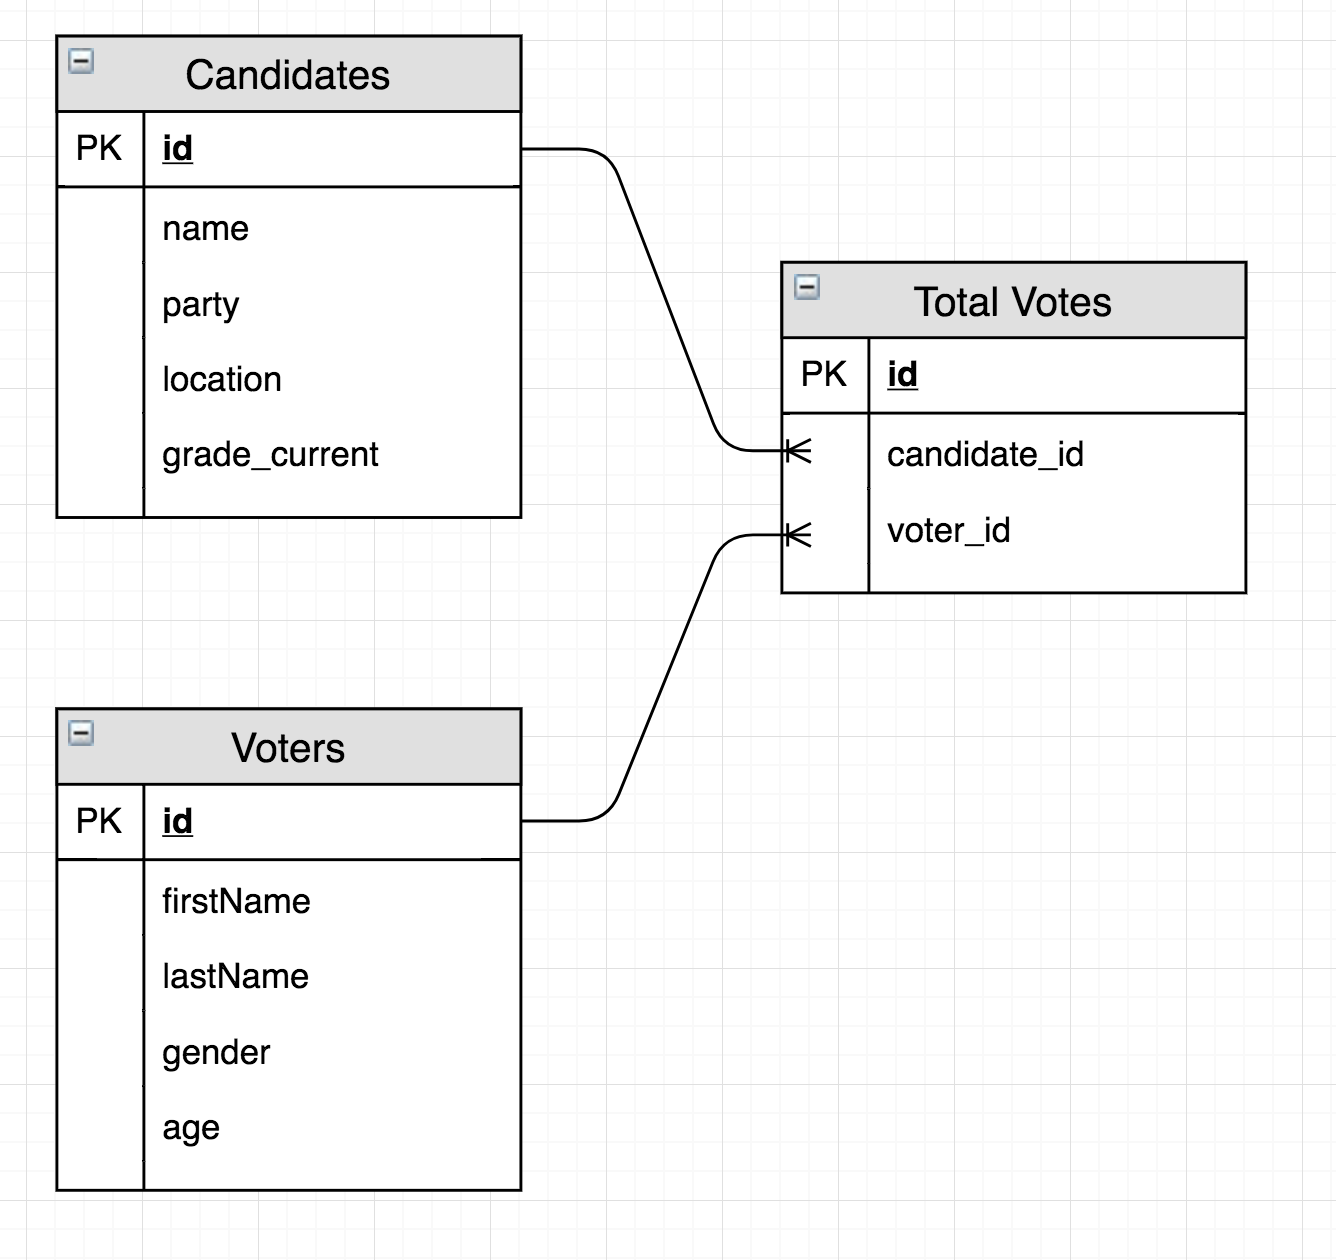 Candidates
PK id
name
party
location
grade_current
Total Votes
PK id
candidate_id
voter_id
Voters
PK id
firstName
lastName
gender
age